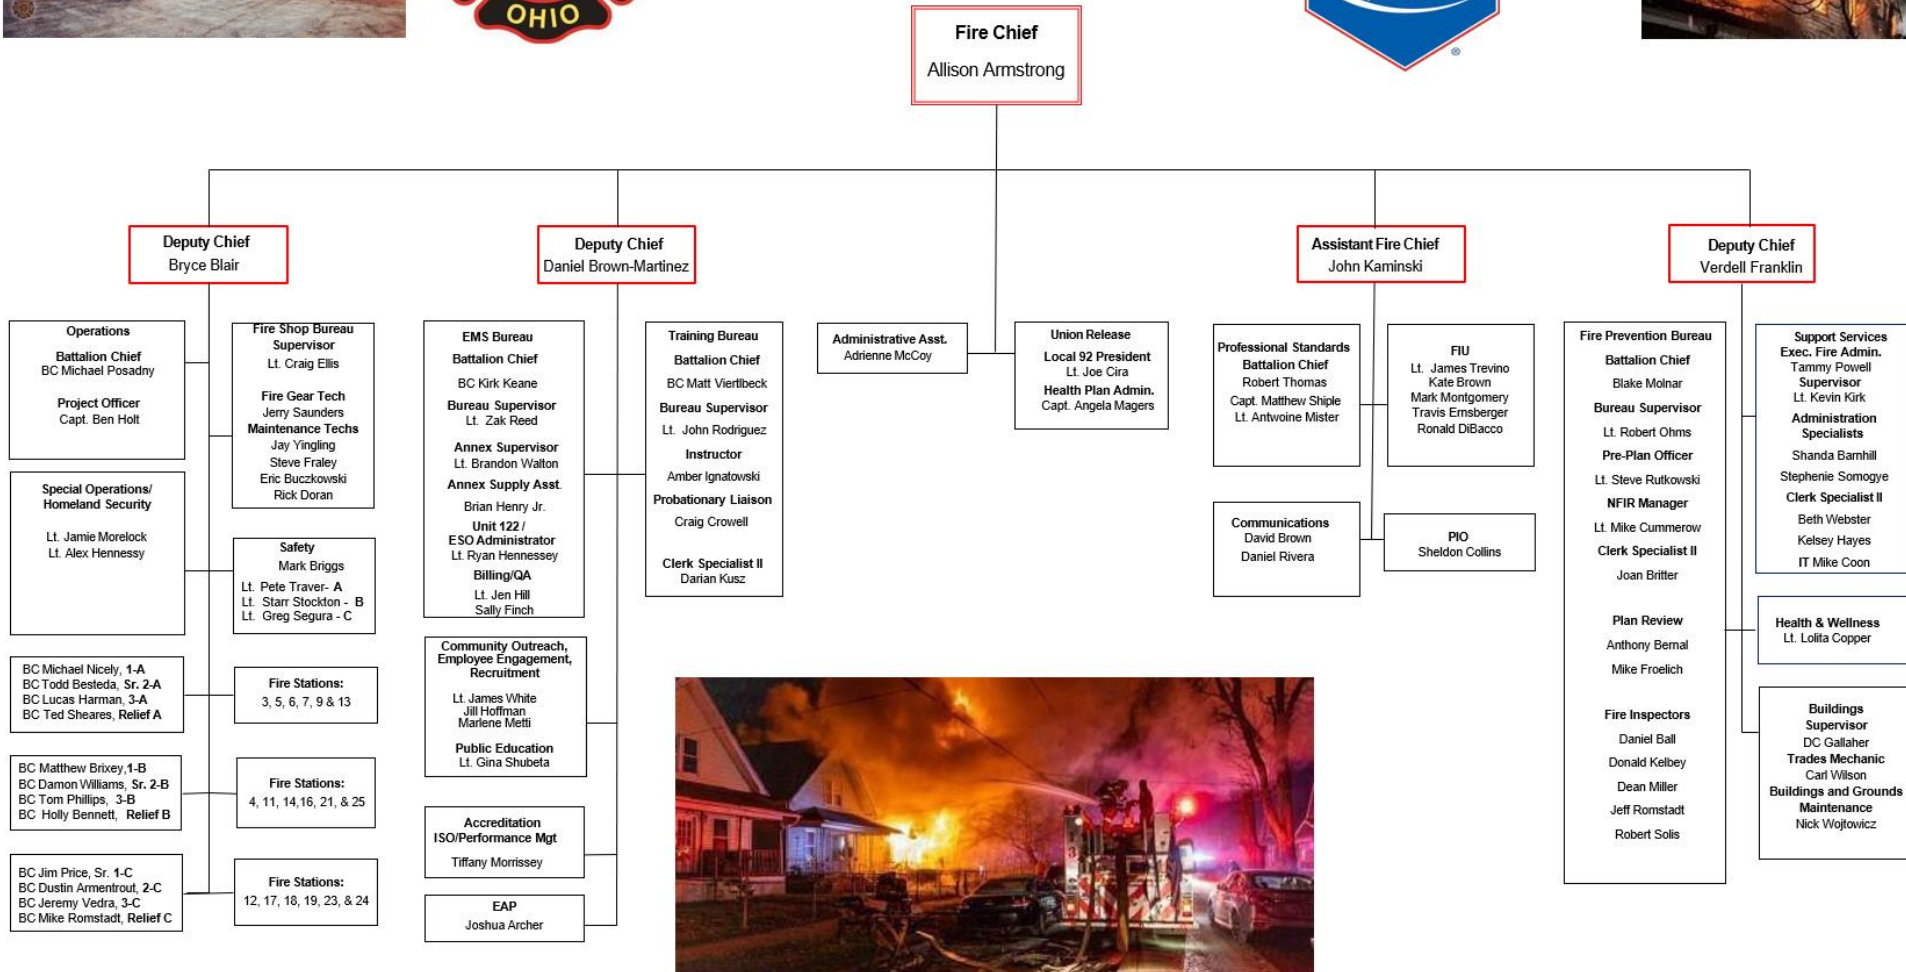 OHIO
®
Fire Chief
Allison Armstrong
Deputy Chief
Bryce Blair
Operations
Battalion Chief
BC Michael Posadny
Project Officer
Capt. Ben Holt
Fire Shop Bureau
Supervisor
Lt. Craig Ellis
Fire Gear Tech
Jerry Saunders
Maintenance Techs
Jay Yingling
Steve Fraley
Eric Buczkowski
Rick Doran
Special Operations/
Homeland Security
Lt. Jamie Morelock
Lt. Alex Hennessy
Safety
Mark Briggs
Lt. Pete Traver- A
Lt. Starr Stockton - B
Lt. Greg Segura - C
BC Michael Nicely, 1-A
BC Todd Besteda, Sr. 2-A
BC Lucas Harman, 3-A
BC Ted Sheares, Relief A
Fire Stations:
3, 5, 6, 7, 9 & 13
BC Matthew Brixey,1-B
BC Damon Williams, Sr. 2-B
BC Tom Phillips, 3-B
BC Holly Bennett, Relief B
Fire Stations:
4, 11, 14,16, 21, & 25
BC Jim Price, Sr. 1-C
BC Dustin Armentrout, 2-C
BC Jeremy Vedra, 3-C
BC Mike Romstadt, Relief C
Fire Stations:
12, 17, 18, 19, 23, & 24
Deputy Chief
Daniel Brown-Martinez
EMS Bureau
Battalion Chief
BC Kirk Keane
Bureau Supervisor
Lt. Zak Reed
Annex Supervisor
Lt. Brandon Walton
Annex Supply Asst.
Brian Henry Jr.
Unit 122 /
ESO Administrator
Lt. Ryan Hennessey
Billing/QA
Lt. Jen Hill
Sally Finch
Training Bureau
Battalion Chief
BC Matt Viertlbeck
Bureau Supervisor
Lt. John Rodriguez
Instructor
Amber Ignatowski
Probationary Liaison
Craig Crowell
Clerk Specialist II
Darian Kusz
Community Outreach,
Employee Engagement,
Recruitment
Lt. James White
Jill Hoffman
Marlene Metti
Public Education
Lt. Gina Shubeta
Accreditation
ISO/Performance Mgt
Tiffany Morrissey
EAP
Joshua Archer
Administrative Asst.
Adrienne McCoy
Union Release
Local 92 President
Lt. Joe Cira
Health Plan Admin.
Capt. Angela Magers
Assistant Fire Chief
John Kaminski
Professional Standards
Battalion Chief
Robert Thomas
Capt. Matthew Shiple
Lt. Antwoine Mister
FIU
Lt. James Trevino
Kate Brown
Mark Montgomery
Travis Ernsberger
Ronald DiBacco
Communications
David Brown
Daniel Rivera
PIO
Sheldon Collins
Deputy Chief
Verdell Franklin
Fire Prevention Bureau
Battalion Chief
Blake Molnar
Bureau Supervisor
Lt. Robert Ohms
Pre-Plan Officer
Lt. Steve Rutkowski
NFIR Manager
Lt. Mike Cummerow
Clerk Specialist II
Joan Britter
Plan Review
Anthony Bernal
Mike Froelich
Fire Inspectors
Daniel Ball
Donald Kelbey
Dean Miller
Jeff Romstadt
Robert Solis
Support Services
Exec. Fire Admin.
Tammy Powell
Supervisor
Lt. Kevin Kirk
Administration
Specialists
Shanda Barnhill
Stephenie Somogye
Clerk Specialist II
Beth Webster
Kelsey Hayes
IT Mike Coon
Health & Wellness
Lt. Lolita Copper
Buildings
Supervisor
DC Gallaher
Trades Mechanic
Carl Wilson
Buildings and Grounds
Maintenance
Nick Wojtowicz
3